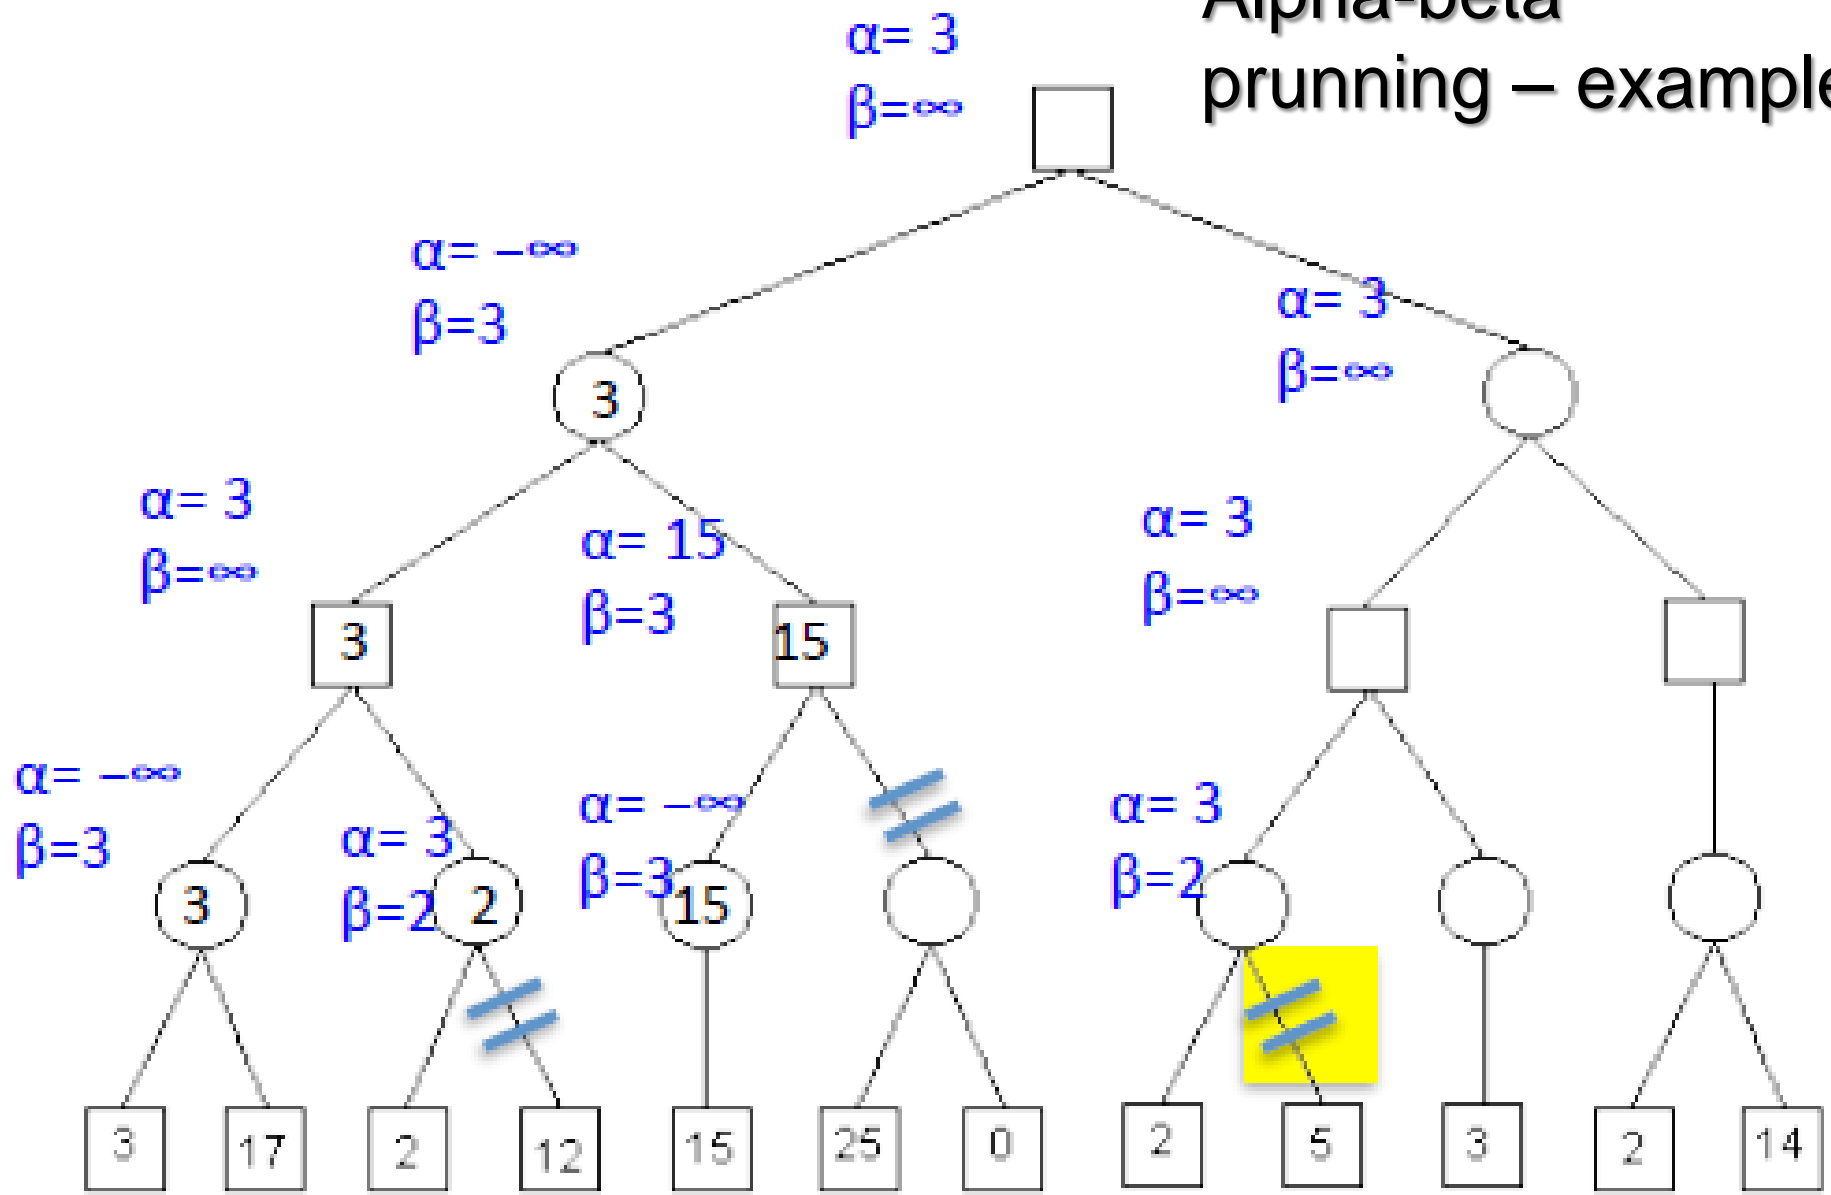 Alpha-beta
prunning – example
α= 3
β=∞
α= −∞
β=3
α= 3
β=∞
3
α= 3
β=∞
α= 15
β=3
α= 3
β=∞
3
15
α= −∞
β=3
α= 3
β=2
α= −∞
β=3
α= 3
β=2
3
2
15
3
17
2
12
15
25
0
2
5
3
2
14